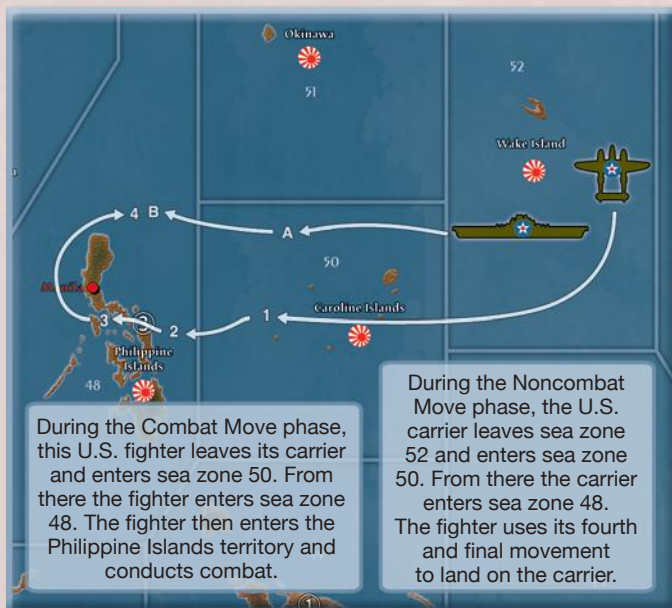 Okinawa
52
51
Wake Island
4 B
A
50
Manila
Caroline Islands
1
3
3
2
Philippine
Islands
48
During the Combat Move phase,
this U.S. fighter leaves its carrier
and enters sea zone 50. From
there the fighter enters sea zone
48. The fighter then enters the
Philippine Islands territory and
conducts combat.
During the Noncombat
Move phase, the U.S.
carrier leaves sea zone
52 and enters sea zone
50. From there the carrier
enters sea zone 48.
The fighter uses its fourth
and final movement
to land on the carrier.
1